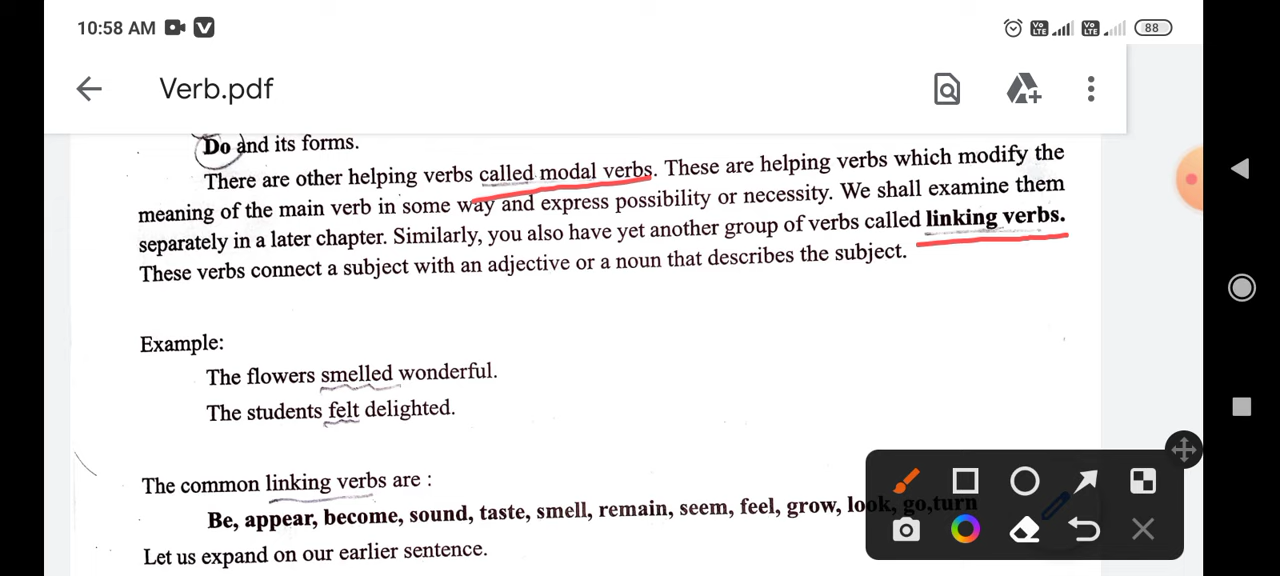 10:58 AM
Vo LTE Vo LTE 88
Verb.pdf
Do and its forms.
There are other helping verbs called modal verbs. These are helping verbs which modify the
meaning of the main verb in some way and express possibility or necessity. We shall examine them
separately in a later chapter. Similarly, you also have yet another group of verbs called linking verbs.
These verbs connect a subject with an adjective or a noun that describes the subject.
Example:
The flowers smelled wonderful.
The students felt delighted.
The common linking verbs are :
Be, appear, become, sound, taste, smell, remain, seem, feel, grow, look, go,turn
Let us expand on our earlier sentence.